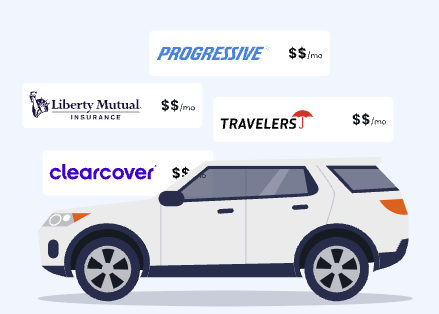 PROGRESSIVE $$/mo
Liberty Mutual. INSURANCE $$/mo
TRAVELERS $$/mo
clearcover $$